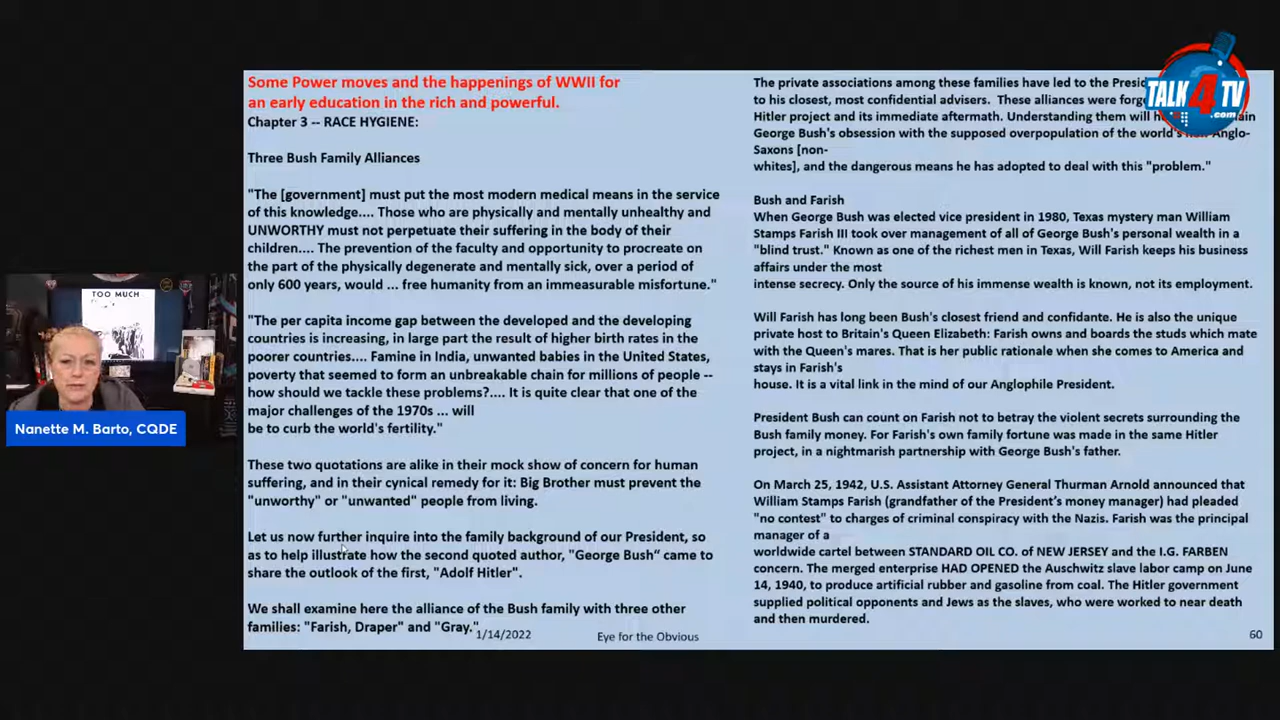 Some Power moves and the happenings of WWII for
an early education in the rich and powerful.
Chapter 3 -- RACE HYGIENE:
Three Bush Family Alliances
"The [government] must put the most modern medical means in the service
of this knowledge.... Those who are physically and mentally unhealthy and
UNWORTHY must not perpetuate their suffering in the body of their
children.... The prevention of the faculty and opportunity to procreate on
the part of the physically degenerate and mentally sick, over a period of
only 600 years, would ... free humanity from an immeasurable misfortune."
"The per capita income gap between the developed and the developing
countries is increasing, in large part the result of higher birth rates in the
poorer countries.... Famine in India, unwanted babies in the United States,
poverty that seemed to form an unbreakable chain for millions of people --
how should we tackle these problems?.... It is quite clear that one of the
major challenges of the 1970s ... will
be to curb the world's fertility."
These two quotations are alike in their mock show of concern for human
suffering, and in their cynical remedy for it: Big Brother must prevent the
"unworthy" or "unwanted" people from living.
Let us now further inquire into the family background of our President, so
as to help illustrate how the second quoted author, "George Bush“ came to
share the outlook of the first, "Adolf Hitler".
We shall examine here the alliance of the Bush family with three other
families: "Farish, Draper" and "Gray."
The private associations among these families have led to the
to his closest, most confidential advisers. These alliances were
Hitler project and its immediate aftermath. Understanding them will
George Bush's obsession with the supposed overpopulation of the world's Anglo-
Saxons [non-
whites], and the dangerous means he has adopted to deal with this "problem."
Bush and Farish
When George Bush was elected vice president in 1980, Texas mystery man William
Stamps Farish III took over management of all of George Bush's personal wealth in a
"blind trust." Known as one of the richest men in Texas, Will Farish keeps his business
affairs under the most
intense secrecy. Only the source of his immense wealth is known, not its employment.
Will Farish has long been Bush's closest friend and confidante. He is also the unique
private host to Britain's Queen Elizabeth: Farish owns and boards the studs which mate
with the Queen's mares. That is her public rationale when she comes to America and
stays in Farish's
house. It is a vital link in the mind of our Anglophile President.
President Bush can count on Farish not to betray the violent secrets surrounding the
Bush family money. For Farish's own family fortune was made in the same Hitler
project, in a nightmarish partnership with George Bush's father.
On March 25, 1942, U.S. Assistant Attorney General Thurman Arnold announced that
William Stamps Farish (grandfather of the President’s money manager) had pleaded
"no contest" to charges of criminal conspiracy with the Nazis. Farish was the principal
manager of a
worldwide cartel between STANDARD OIL CO. of NEW JERSEY and the I.G. FARBEN
concern. The merged enterprise HAD OPENED the Auschwitz slave labor camp on June
14, 1940, to produce artificial rubber and gasoline from coal. The Hitler government
supplied political opponents and Jews as the slaves, who were worked to near death
and then murdered.
1/14/2022
Eye for the Obvious
60
TALK4TV
.com
TOO MUCH
Nanette M. Barto, CQDE